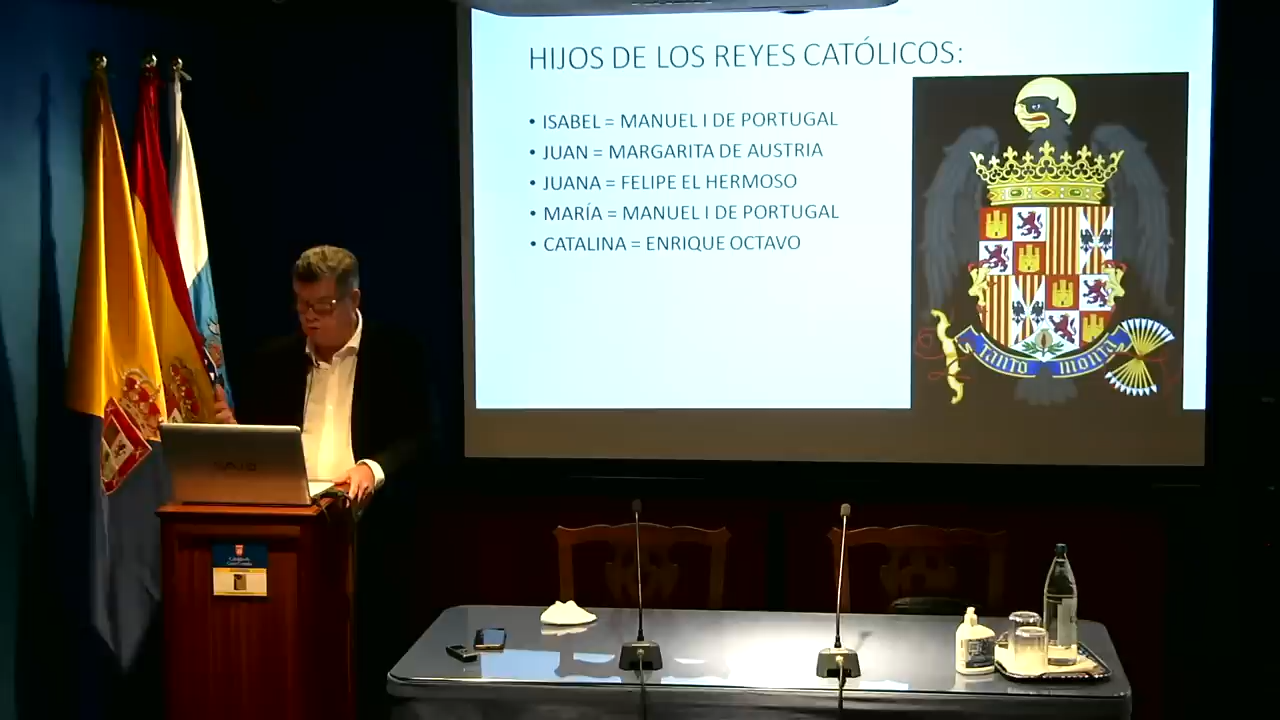 HIJOS DE LOS REYES CATÓLICOS:
• ISABEL = MANUEL I DE PORTUGAL
• JUAN = MARGARITA DE AUSTRIA
• JUANA = FELIPE EL HERMOSO
• MARÍA = MANUEL I DE PORTUGAL
• CATALINA = ENRIQUE OCTAVO
Tanto monta
VAIO